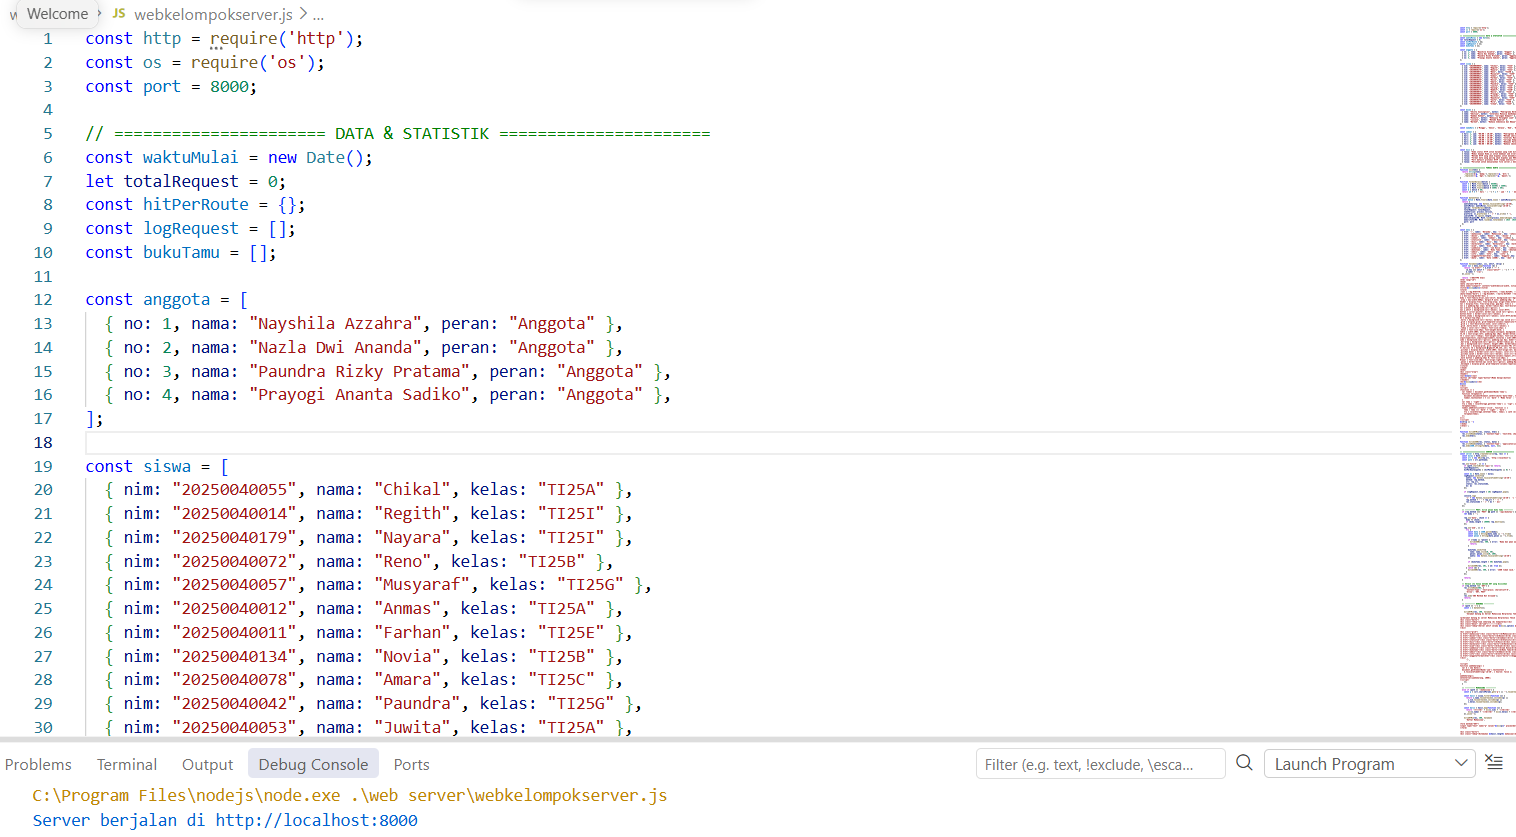 Welcome
JS webkelompokserver.js > ...
1 const http = require('http');
2 const os = require('os');
3 const port = 8000;
4
5 // ====================== DATA & STATISTIK ======================
6 const waktuMulai = new Date();
7 let totalRequest = 0;
8 const hitPerRoute = {};
9 const logRequest = [];
10 const bukuTamu = [];
11
12 const anggota = [
13 { no: 1, nama: "Nayshila Azzahra", peran: "Anggota" },
14 { no: 2, nama: "Nazla Dwi Ananda", peran: "Anggota" },
15 { no: 3, nama: "Paundra Rizky Pratama", peran: "Anggota" },
16 { no: 4, nama: "Prayogi Ananta Sadiko", peran: "Anggota" },
17 ];
18
19 const siswa = [
20 { nim: "20250040055", nama: "Chikal", kelas: "TI25A" },
21 { nim: "20250040014", nama: "Regith", kelas: "TI25I" },
22 { nim: "20250040179", nama: "Nayara", kelas: "TI25I" },
23 { nim: "20250040072", nama: "Reno", kelas: "TI25B" },
24 { nim: "20250040057", nama: "Musyaraf", kelas: "TI25G" },
25 { nim: "20250040012", nama: "Anmas", kelas: "TI25A" },
26 { nim: "20250040011", nama: "Farhan", kelas: "TI25E" },
27 { nim: "20250040134", nama: "Novia", kelas: "TI25B" },
28 { nim: "20250040078", nama: "Amara", kelas: "TI25C" },
29 { nim: "20250040042", nama: "Paundra", kelas: "TI25G" },
30 { nim: "20250040053", nama: "Juwita", kelas: "TI25A" },
Problems Terminal Output Debug Console Ports Filter (e.g. text, !exclude, \esca... Launch Program
C:\Program Files\nodejs\node.exe .\web server\webkelompokserver.js
Server berjalan di http://localhost:8000